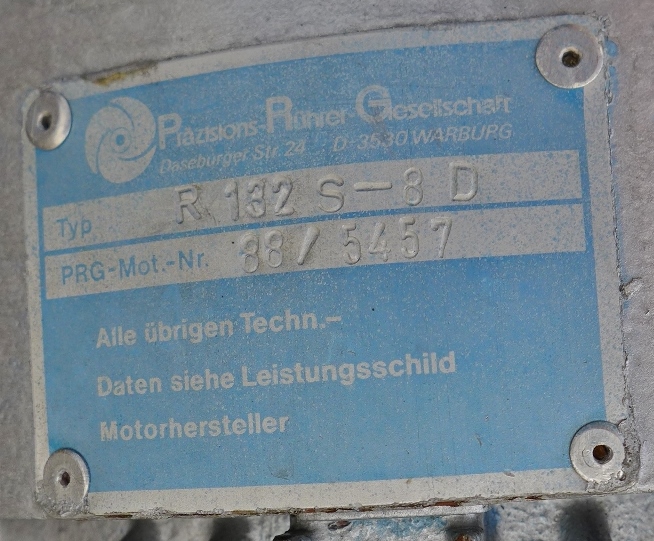 Präzisions-Rührer Gesellschaft
Daseburger Str. 24 D-3530 WARBURG
Typ R 132 S-8 D
PRG-Mot.-Nr. 88/5457
Alle übrigen Techn.-
Daten siehe Leistungsschild
Motorhersteller